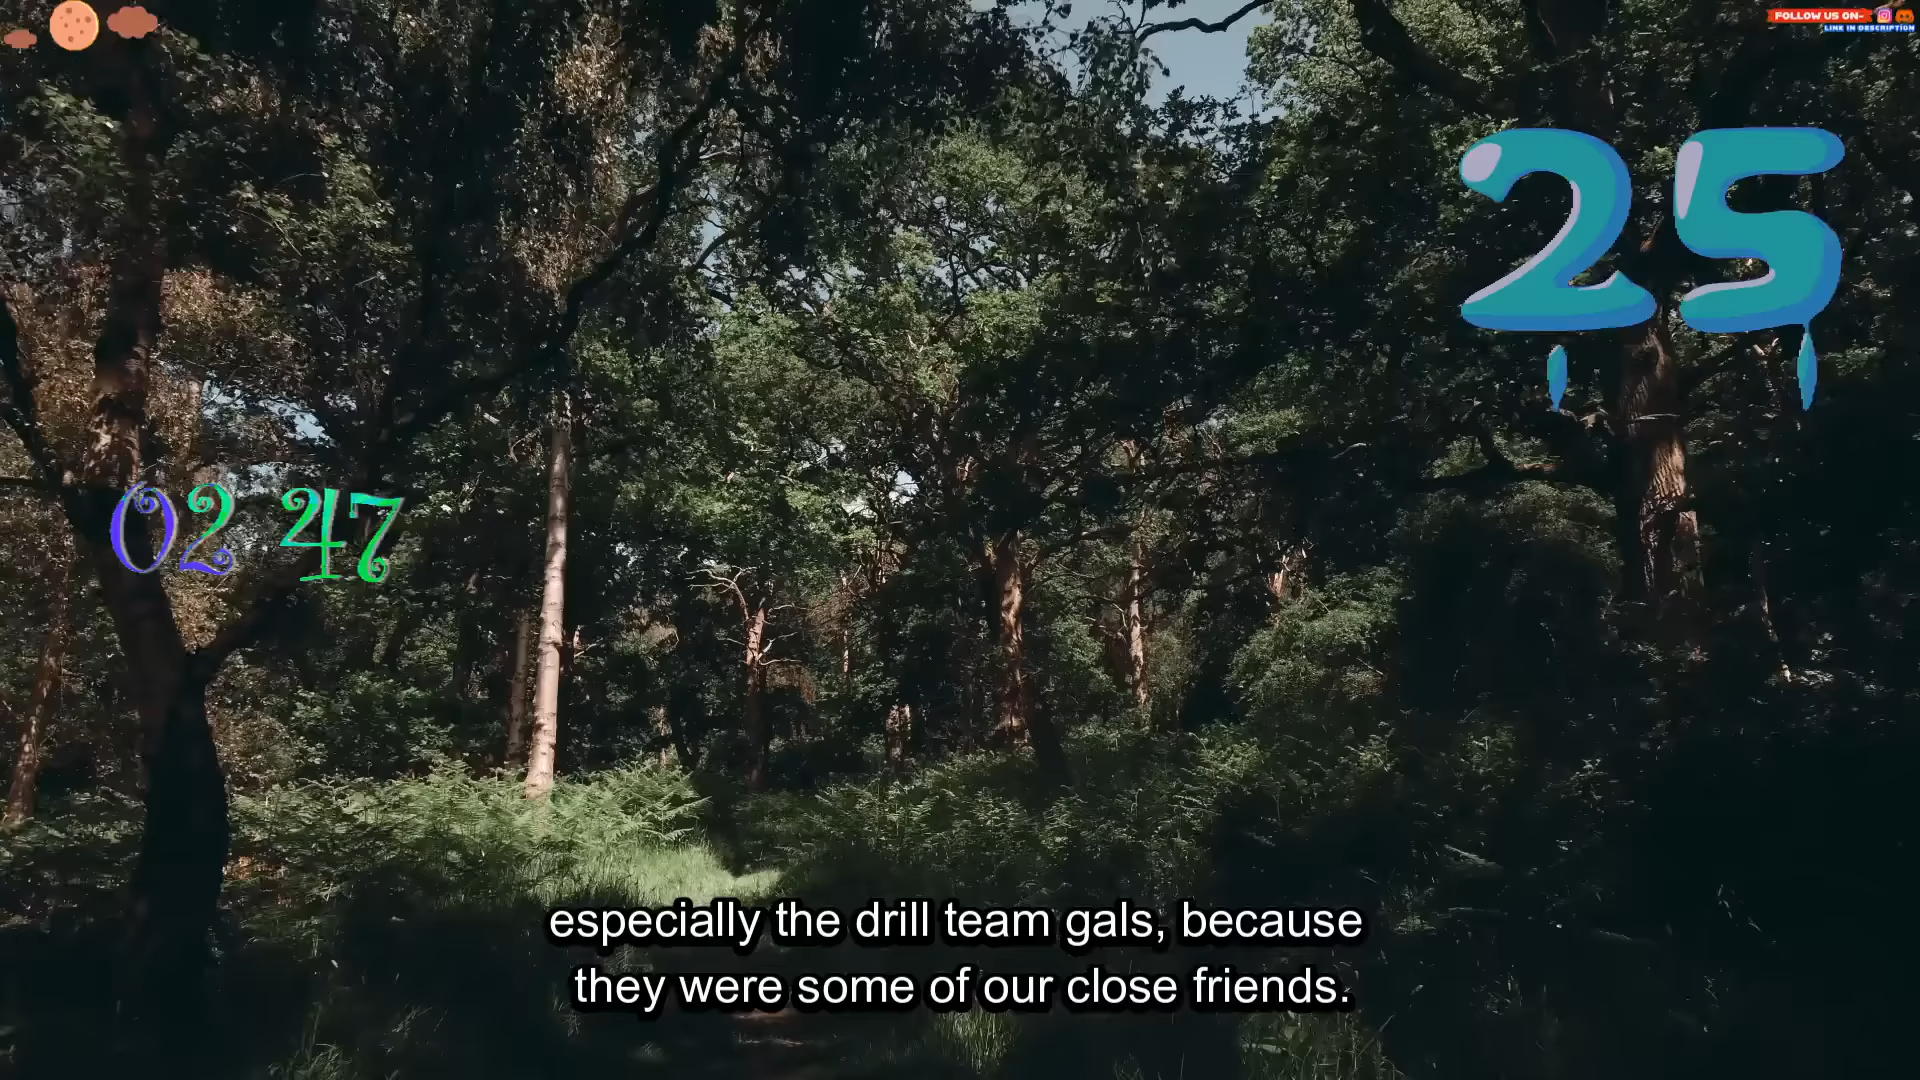 FOLLOW US ON-
LINK IN DESCRIPTION
25
02 47
especially the drill team gals, because
they were some of our close friends.